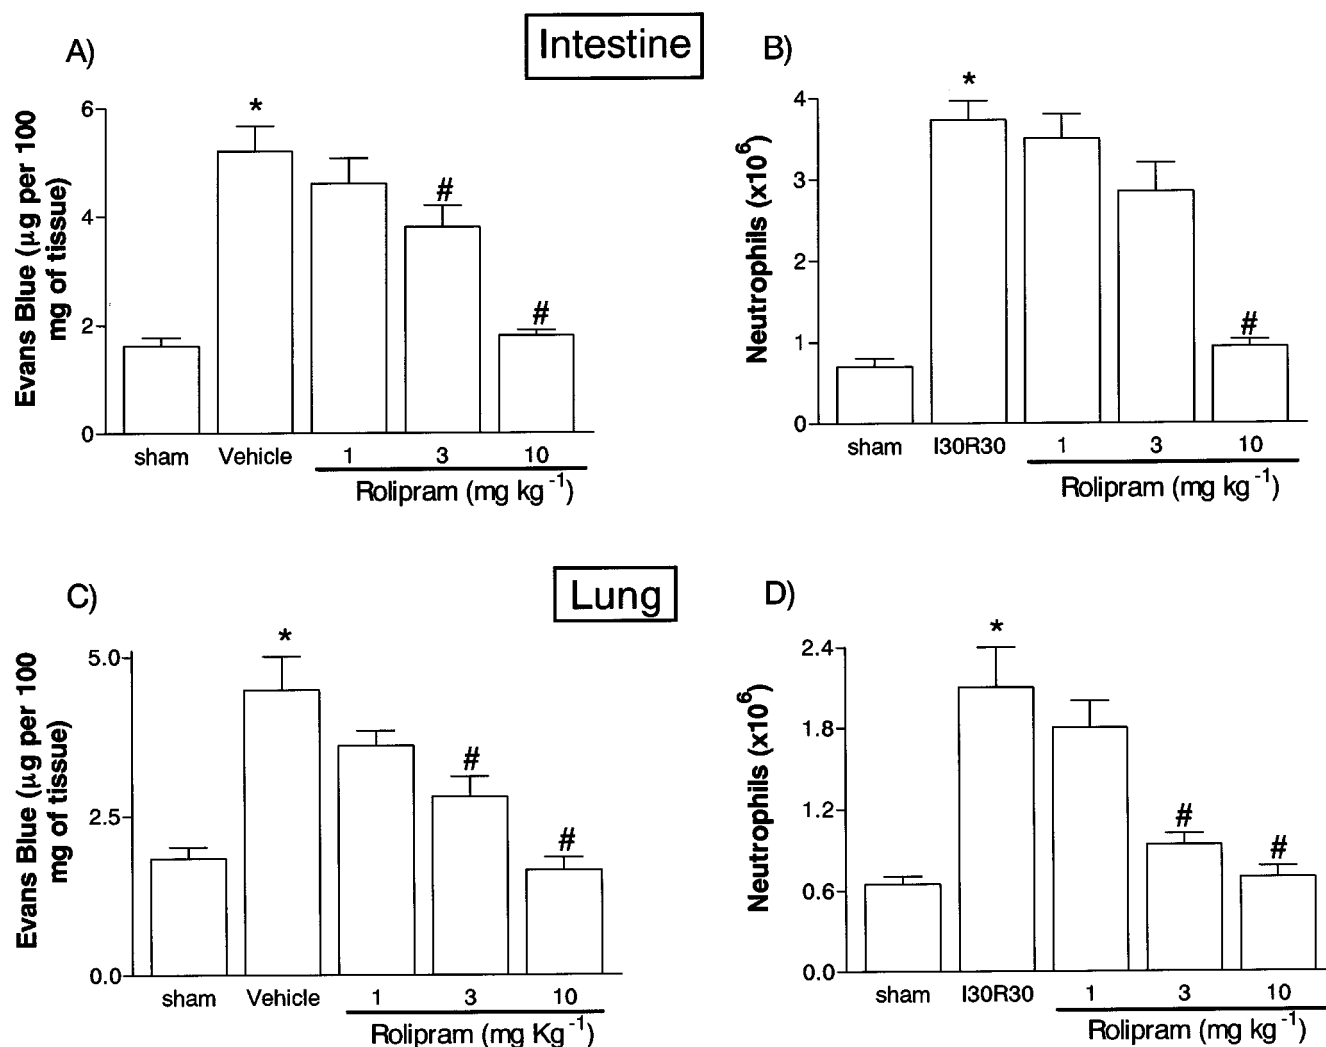 Intestine
A)
Evans Blue (μg per 100
mg of tissue)
6
4
2
0
*
#
#
sham Vehicle 1 3 10
Rolipram (mg kg⁻¹)
B)
Neutrophils (x10⁶)
4
3
2
1
0
*
#
sham I30R30 1 3 10
Rolipram (mg kg⁻¹)
Lung
C)
Evans Blue (μg per 100
mg of tissue)
5.0
2.5
0.0
*
#
#
sham Vehicle 1 3 10
Rolipram (mg Kg⁻¹)
D)
Neutrophils (x10⁶)
2.4
1.8
1.2
0.6
0.0
*
#
#
sham I30R30 1 3 10
Rolipram (mg kg⁻¹)